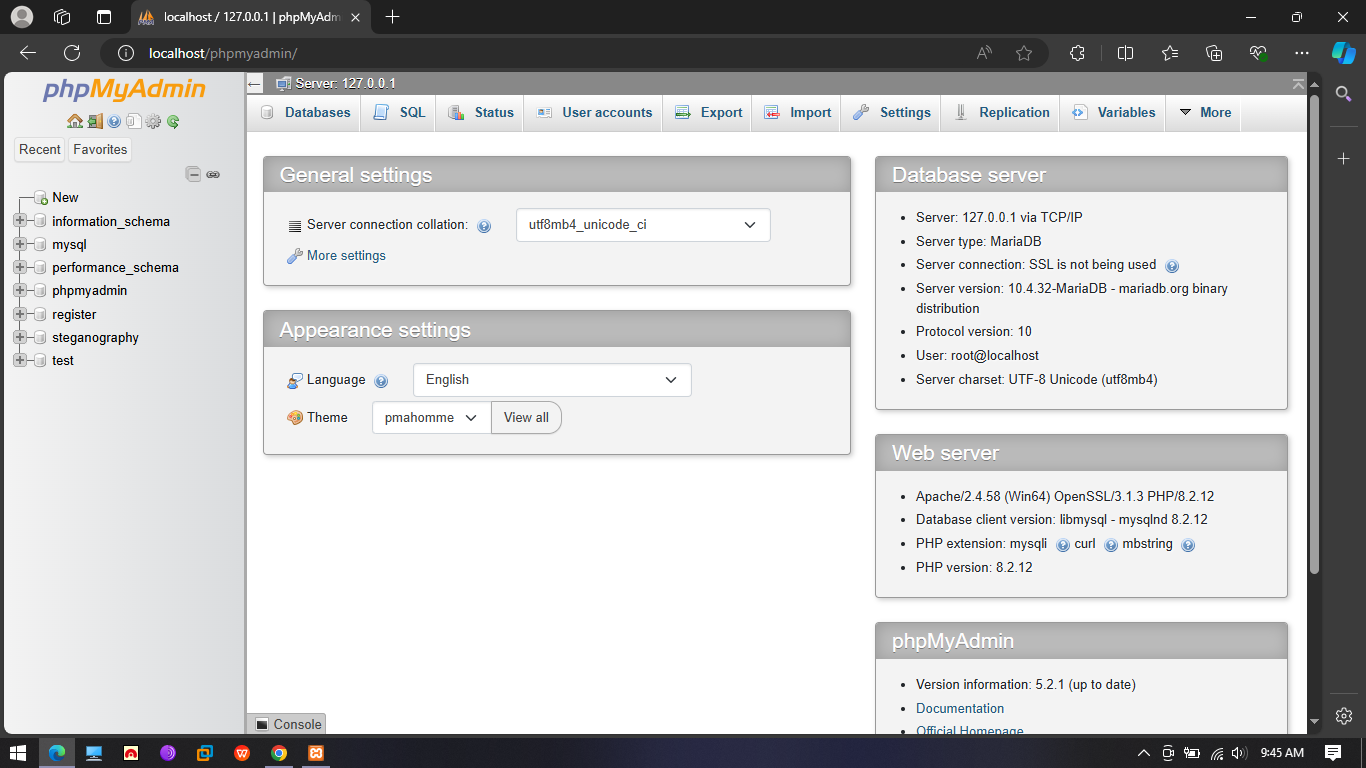 localhost / 127.0.0.1 | phpMyAdm
localhost/phpmyadmin/
phpMyAdmin
Recent
Favorites
New
information_schema
mysql
performance_schema
phpmyadmin
register
steganography
test
Server: 127.0.0.1
Databases SQL Status User accounts Export Import Settings Replication Variables More
General settings
Server connection collation: utf8mb4_unicode_ci
More settings
Appearance settings
Language English
Theme pmahomme View all
Database server
Server: 127.0.0.1 via TCP/IP
Server type: MariaDB
Server connection: SSL is not being used
Server version: 10.4.32-MariaDB - mariadb.org binary
distribution
Protocol version: 10
User: root@localhost
Server charset: UTF-8 Unicode (utf8mb4)
Web server
Apache/2.4.58 (Win64) OpenSSL/3.1.3 PHP/8.2.12
Database client version: libmysql - mysqlnd 8.2.12
PHP extension: mysqli curl mbstring
PHP version: 8.2.12
phpMyAdmin
Version information: 5.2.1 (up to date)
Documentation
Official Homepage
Console
9:45 AM